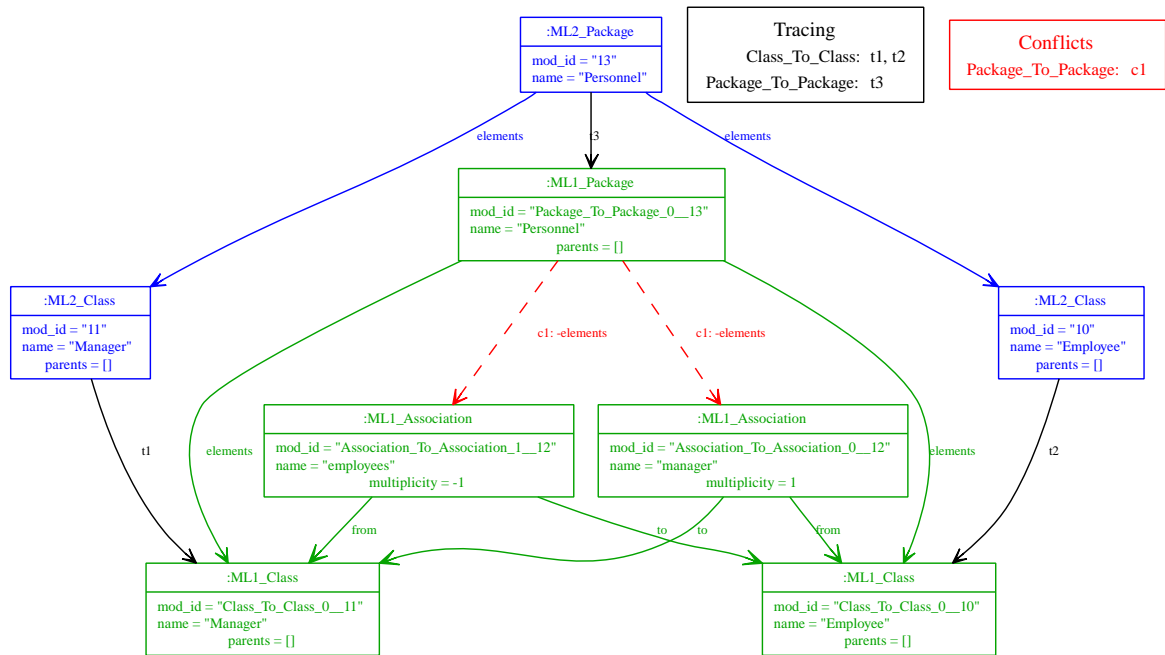 :ML2_Package
mod_id = "13"
name = "Personnel"
Tracing
Class_To_Class: t1, t2
Package_To_Package: t3
Conflicts
Package_To_Package: c1
elements
t3
elements
:ML1_Package
mod_id = "Package_To_Package_0__13"
name = "Personnel"
parents = []
:ML2_Class
mod_id = "11"
name = "Manager"
parents = []
:ML2_Class
mod_id = "10"
name = "Employee"
parents = []
c1: -elements
c1: -elements
:ML1_Association
mod_id = "Association_To_Association_1__12"
name = "employees"
multiplicity = -1
:ML1_Association
mod_id = "Association_To_Association_0__12"
name = "manager"
multiplicity = 1
t1
elements
elements
t2
from
to
to
from
:ML1_Class
mod_id = "Class_To_Class_0__11"
name = "Manager"
parents = []
:ML1_Class
mod_id = "Class_To_Class_0__10"
name = "Employee"
parents = []